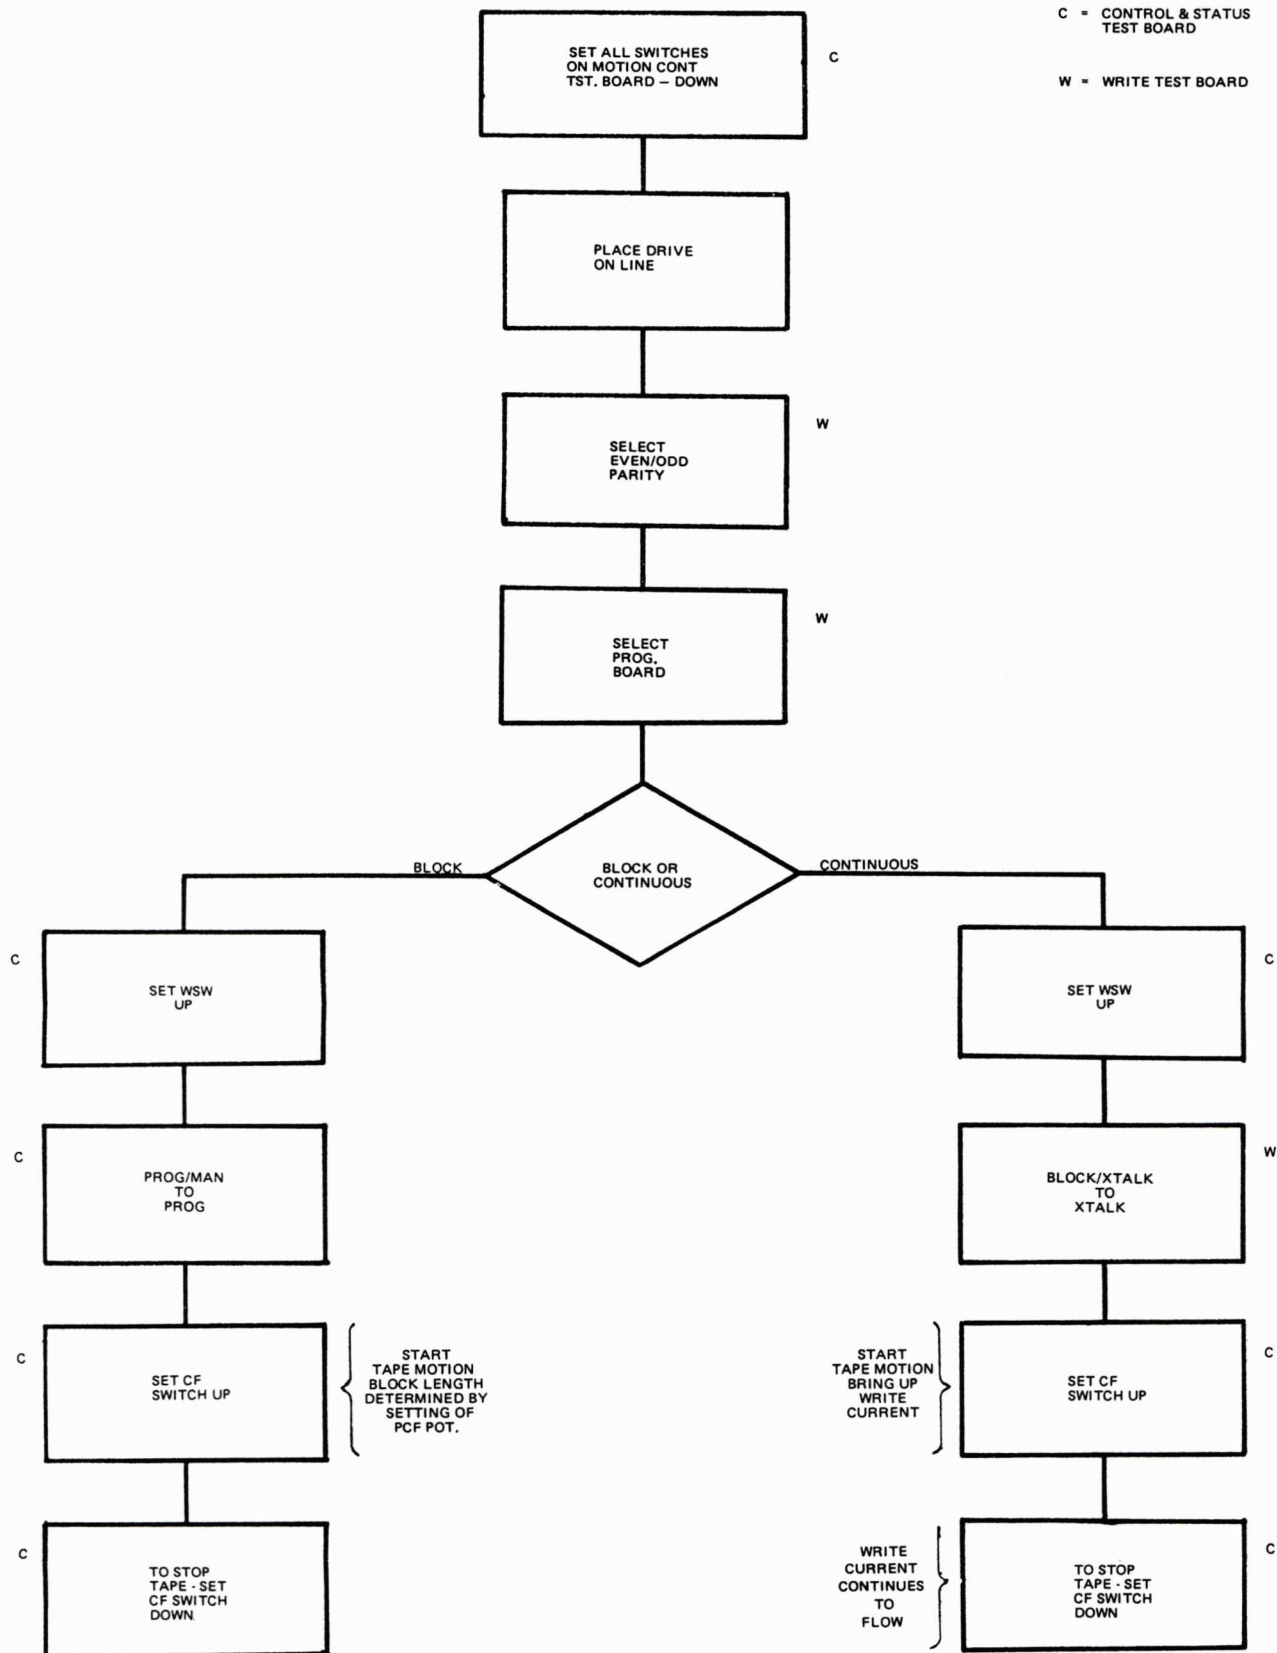 C = CONTROL & STATUS
TEST BOARD
W = WRITE TEST BOARD
SET ALL SWITCHES
ON MOTION CONT
TST. BOARD – DOWN
C
PLACE DRIVE
ON LINE
SELECT
EVEN/ODD
PARITY
W
SELECT
PROG.
BOARD
W
BLOCK
BLOCK OR
CONTINUOUS
CONTINUOUS
C
SET WSW
UP
C
PROG/MAN
TO
PROG
C
SET CF
SWITCH UP
START
TAPE MOTION
BLOCK LENGTH
DETERMINED BY
SETTING OF
PCF POT.
C
TO STOP
TAPE - SET
CF SWITCH
DOWN.
SET WSW
UP
C
BLOCK/XTALK
TO
XTALK
W
START
TAPE MOTION
BRING UP
WRITE
CURRENT
SET CF
SWITCH UP
C
WRITE
CURRENT
CONTINUES
TO
FLOW
TO STOP
TAPE - SET
CF SWITCH
DOWN
C